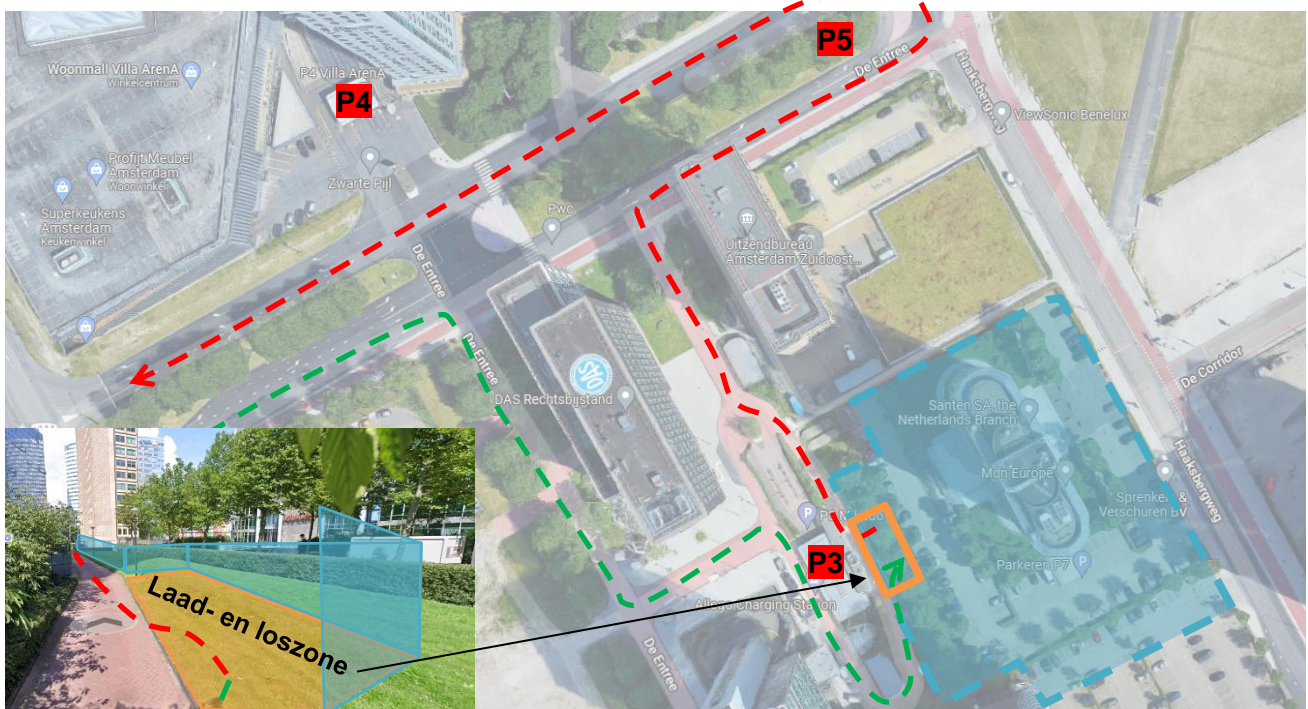 P5
De Entree
Haaksberg...
ViewSonic Benelux
Woonmall Villa ArenA
Winkelcentrum
P4 Villa ArenA
P4
Profijt Meubel
Amsterdam
Woonwinkel
Zwarte Pijl
Superkeukens
Amsterdam
Keukenwinkel
Pwc
Uitzendbureau
Amsterdam Zuidoost...
De Entree
De Entree
DAS
DAS Rechtsbijstand
De Corridor
Santen SA, the
Netherlands Branch
Mdn Europe
Haaksbergweg
Sprenkels &
Verschuren BV
P
P3
Parkeren P7
P
Allego Charging Station
De Entree
Laad- en loszone